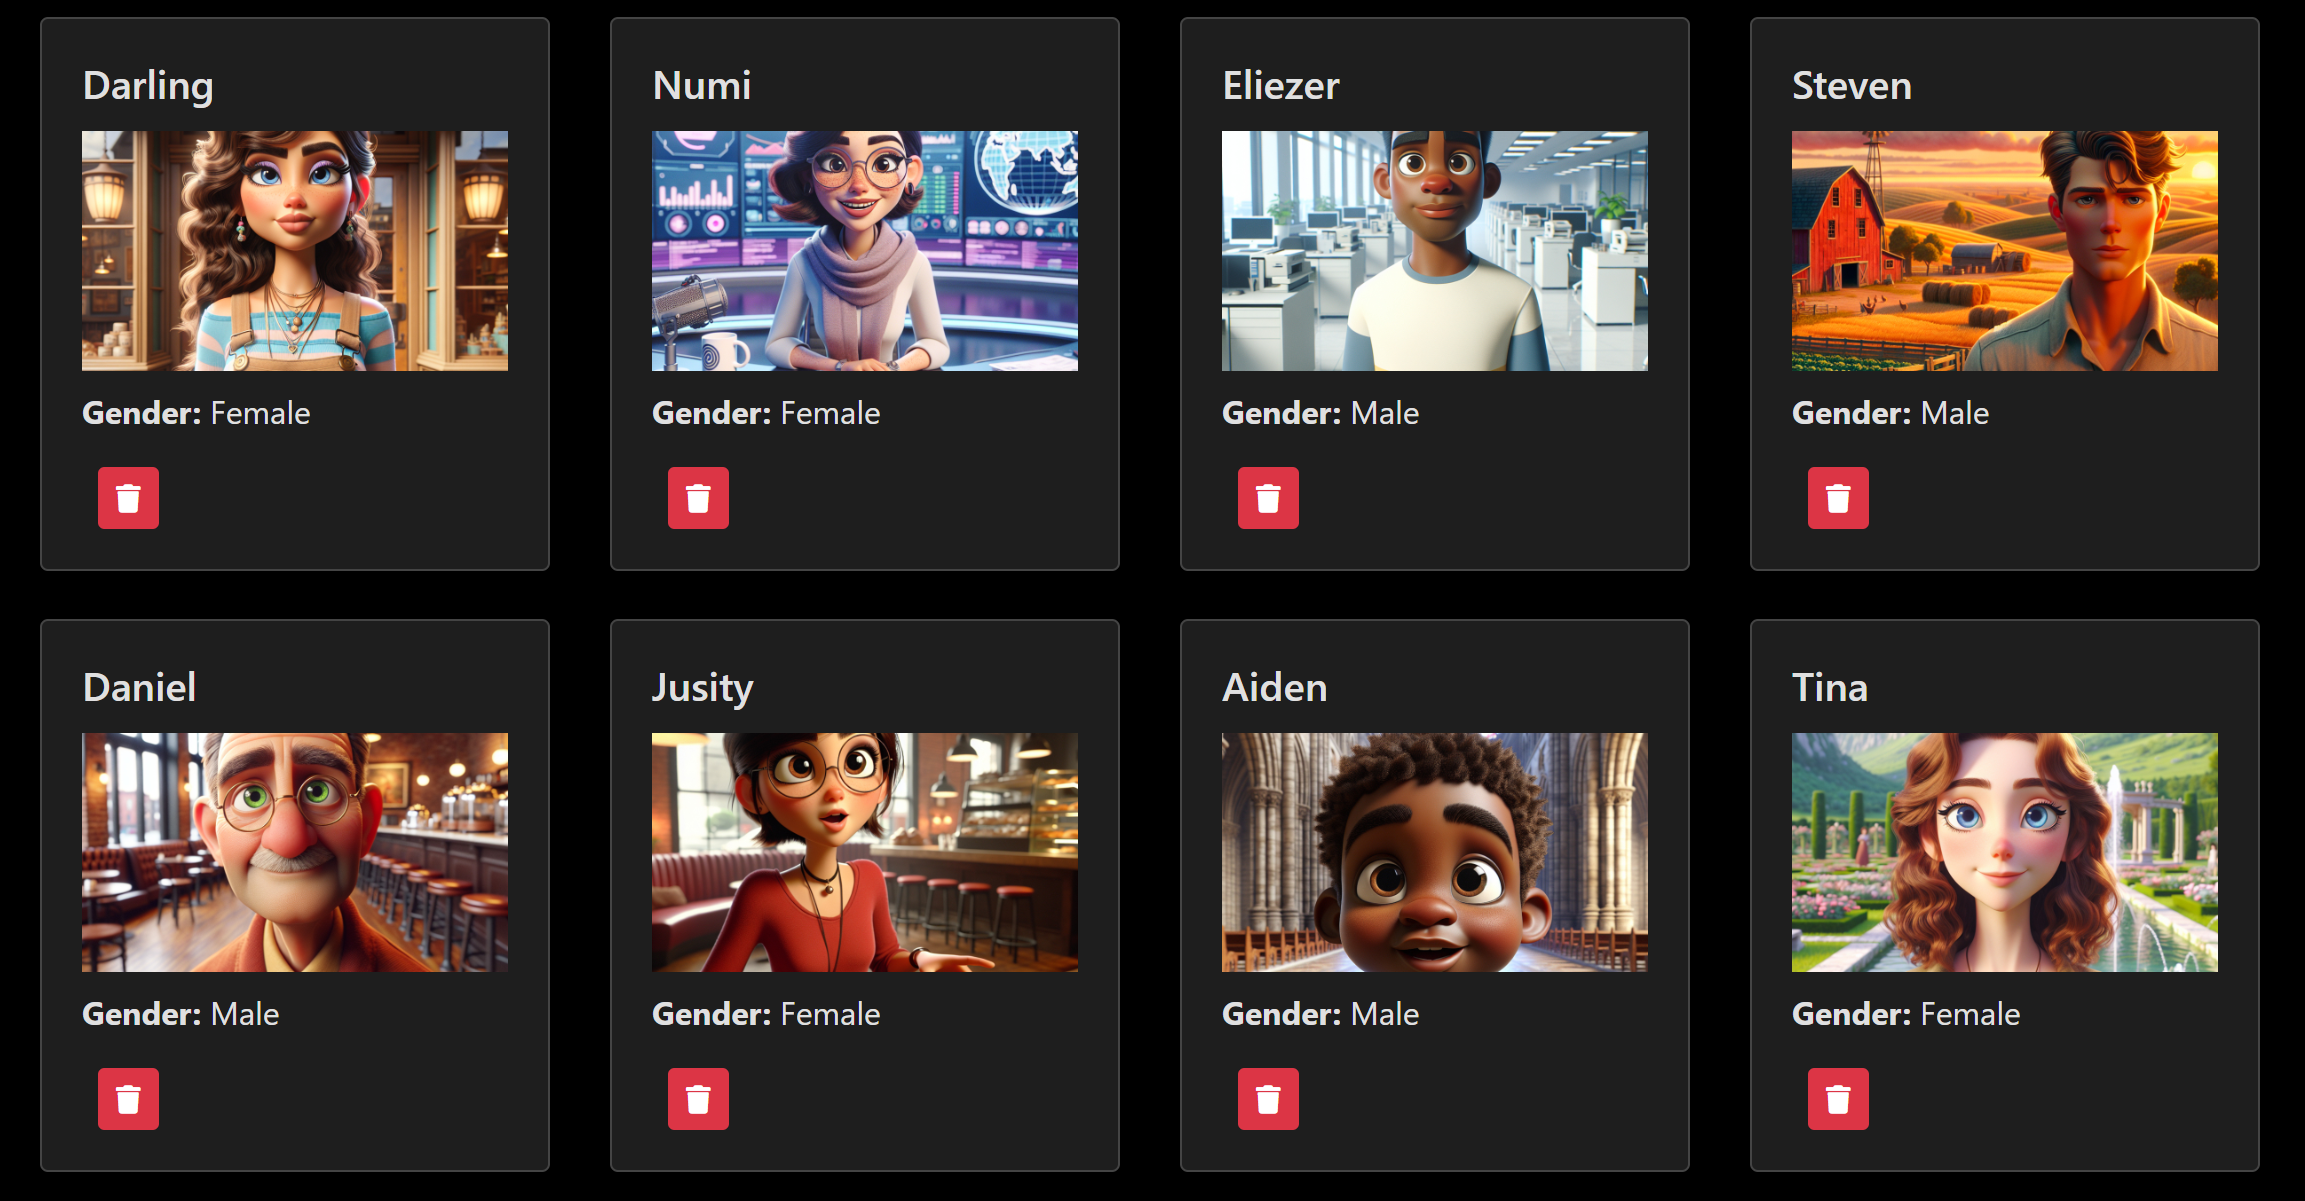 Darling
Numi
Eliezer
Steven
Gender: Female
Gender: Female
Gender: Male
Gender: Male
Daniel
Jusity
Aiden
Tina
Gender: Male
Gender: Female
Gender: Male
Gender: Female